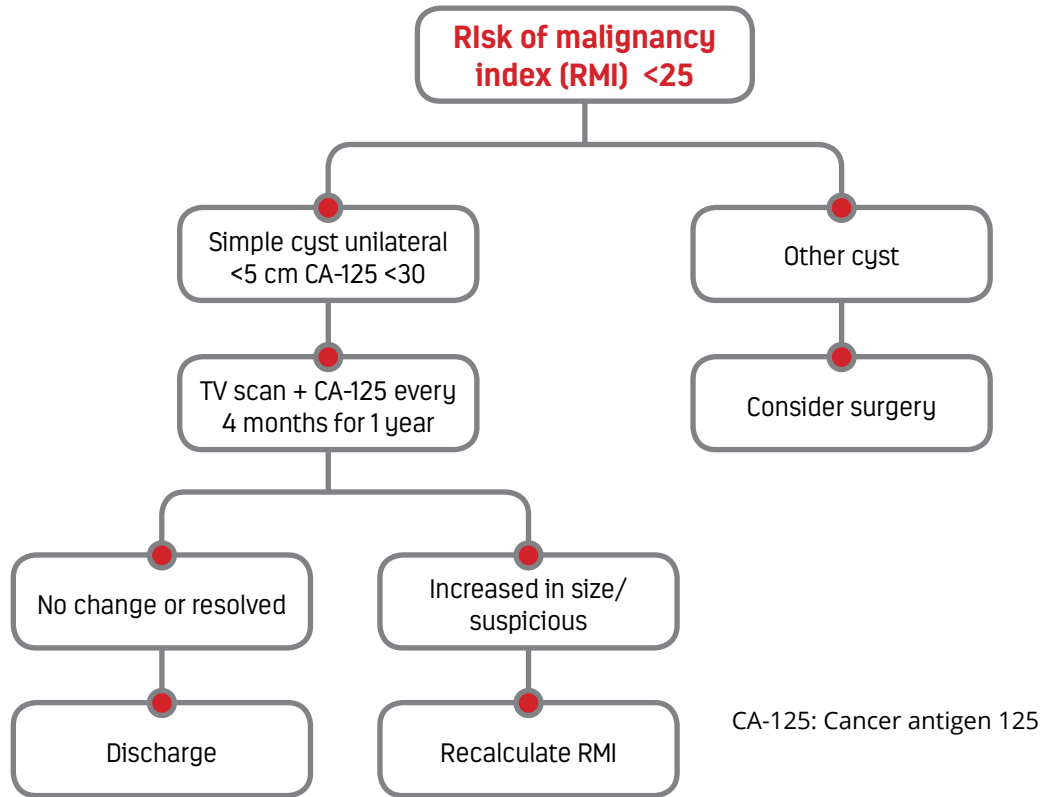 RIsk of malignancy
index (RMI) <25
Simple cyst unilateral
<5 cm CA-125 <30
Other cyst
TV scan + CA-125 every
4 months for 1 year
Consider surgery
No change or resolved
Increased in size/
suspicious
Discharge
Recalculate RMI
CA-125: Cancer antigen 125